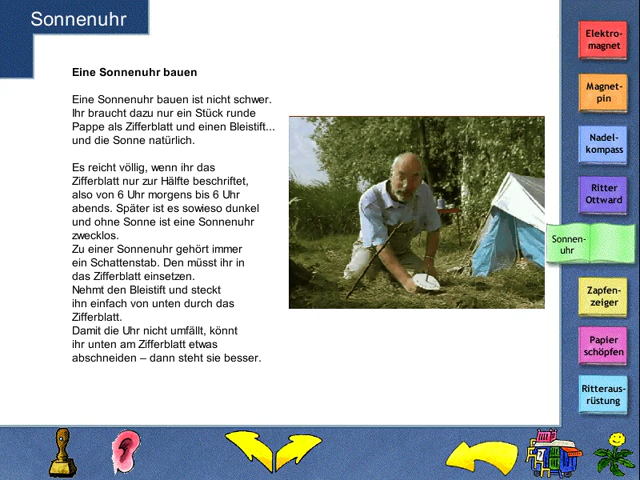 Sonnenuhr
Eine Sonnenuhr bauen
Eine Sonnenuhr bauen ist nicht schwer.
Ihr braucht dazu nur ein Stück runde
Pappe als Zifferblatt und einen Bleistift...
und die Sonne natürlich.
Es reicht völlig, wenn ihr das
Zifferblatt nur zur Hälfte beschriftet,
also von 6 Uhr morgens bis 6 Uhr
abends. Später ist es sowieso dunkel
und ohne Sonne ist eine Sonnenuhr
zwecklos.
Zu einer Sonnenuhr gehört immer
ein Schattenstab. Den müsst ihr in
das Zifferblatt einsetzen.
Nehmt den Bleistift und steckt
ihn einfach von unten durch das
Zifferblatt.
Damit die Uhr nicht umfällt, könnt
ihr unten am Zifferblatt etwas
abschneiden – dann steht sie besser.
Elektro-
magnet
Magnet-
pin
Nadel-
kompass
Ritter
Ottward
Sonnen-
uhr
Zapfen-
zeiger
Papier
schöpfen
Ritteraus-
rüstung